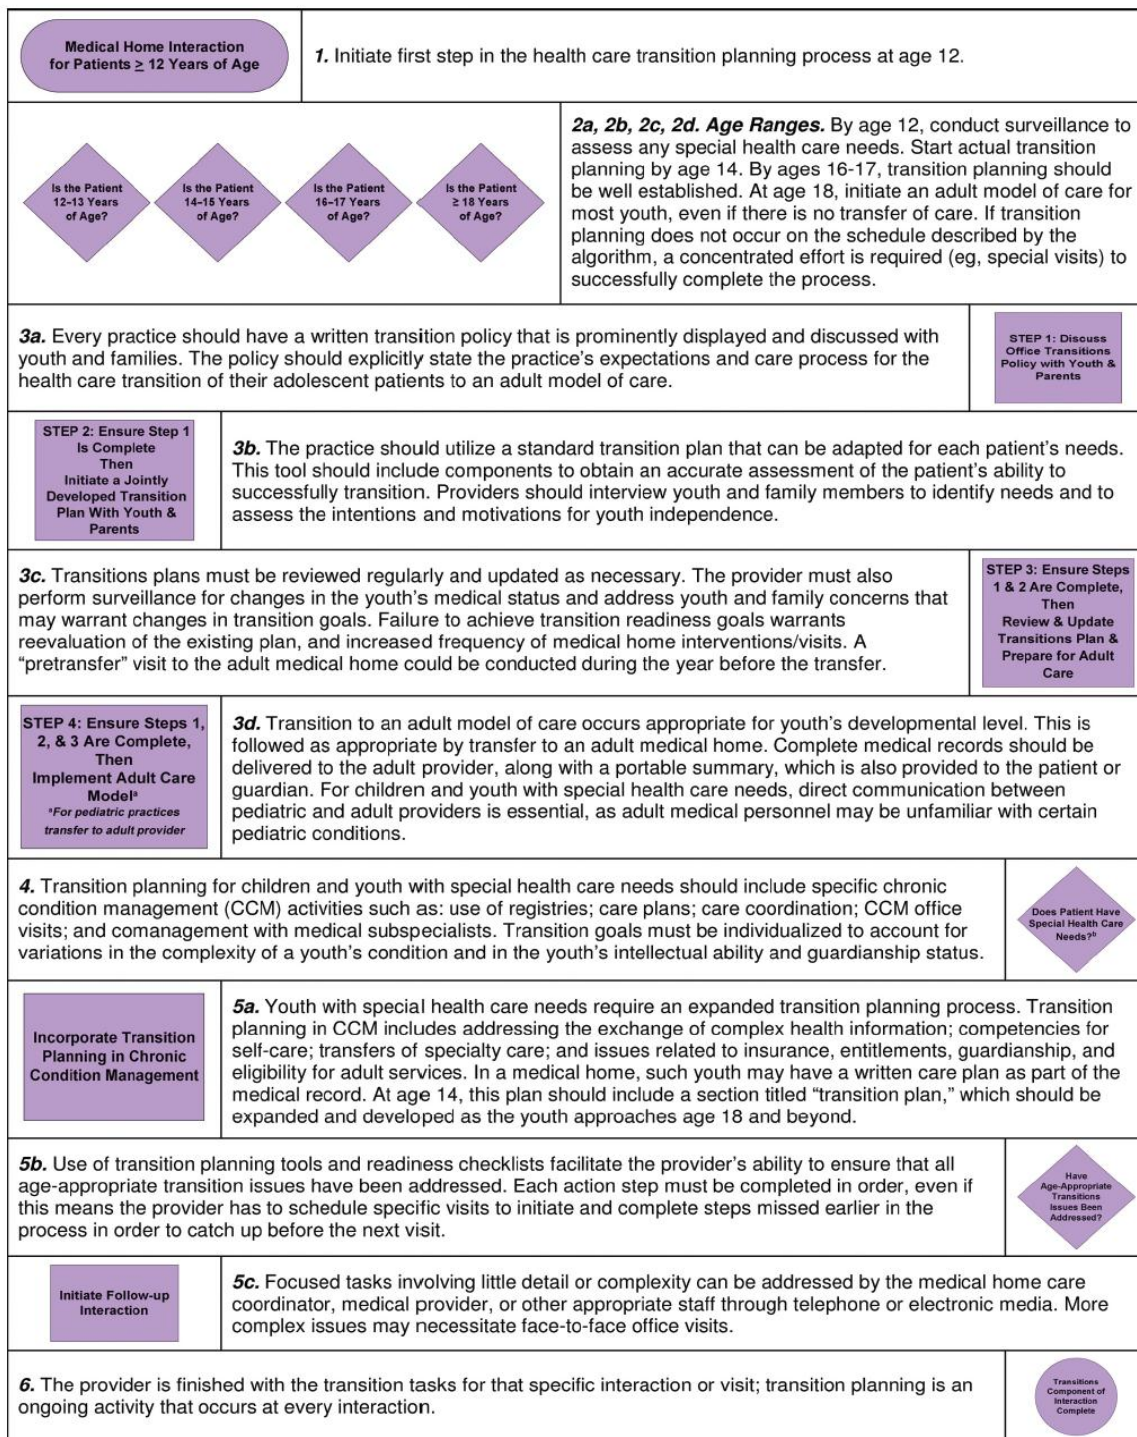 Medical Home Interaction
for Patients ≥ 12 Years of Age
1. Initiate first step in the health care transition planning process at age 12.
Is the Patient
12–13 Years
of Age?
Is the Patient
14–15 Years
of Age?
Is the Patient
16–17 Years
of Age?
Is the Patient
≥ 18 Years
of Age?
2a, 2b, 2c, 2d. Age Ranges. By age 12, conduct surveillance to
assess any special health care needs. Start actual transition
planning by age 14. By ages 16-17, transition planning should
be well established. At age 18, initiate an adult model of care for
most youth, even if there is no transfer of care. If transition
planning does not occur on the schedule described by the
algorithm, a concentrated effort is required (eg, special visits) to
successfully complete the process.
3a. Every practice should have a written transition policy that is prominently displayed and discussed with
youth and families. The policy should explicitly state the practice's expectations and care process for the
health care transition of their adolescent patients to an adult model of care.
STEP 1: Discuss
Office Transitions
Policy with Youth &
Parents
STEP 2: Ensure Step 1
Is Complete
Then
Initiate a Jointly
Developed Transition
Plan With Youth &
Parents
3b. The practice should utilize a standard transition plan that can be adapted for each patient's needs.
This tool should include components to obtain an accurate assessment of the patient's ability to
successfully transition. Providers should interview youth and family members to identify needs and to
assess the intentions and motivations for youth independence.
3c. Transitions plans must be reviewed regularly and updated as necessary. The provider must also
perform surveillance for changes in the youth's medical status and address youth and family concerns that
may warrant changes in transition goals. Failure to achieve transition readiness goals warrants
reevaluation of the existing plan, and increased frequency of medical home interventions/visits. A
"pretransfer" visit to the adult medical home could be conducted during the year before the transfer.
STEP 3: Ensure Steps
1 & 2 Are Complete,
Then
Review & Update
Transitions Plan &
Prepare for Adult
Care
STEP 4: Ensure Steps 1,
2, & 3 Are Complete,
Then
Implement Adult Care
Modelᵃ
ᵃFor pediatric practices
transfer to adult provider
3d. Transition to an adult model of care occurs appropriate for youth's developmental level. This is
followed as appropriate by transfer to an adult medical home. Complete medical records should be
delivered to the adult provider, along with a portable summary, which is also provided to the patient or
guardian. For children and youth with special health care needs, direct communication between
pediatric and adult providers is essential, as adult medical personnel may be unfamiliar with certain
pediatric conditions.
4. Transition planning for children and youth with special health care needs should include specific chronic
condition management (CCM) activities such as: use of registries; care plans; care coordination; CCM office
visits; and comanagement with medical subspecialists. Transition goals must be individualized to account for
variations in the complexity of a youth's condition and in the youth's intellectual ability and guardianship status.
Does Patient Have
Special Health Care
Needs?ᵇ
Incorporate Transition
Planning in Chronic
Condition Management
5a. Youth with special health care needs require an expanded transition planning process. Transition
planning in CCM includes addressing the exchange of complex health information; competencies for
self-care; transfers of specialty care; and issues related to insurance, entitlements, guardianship, and
eligibility for adult services. In a medical home, such youth may have a written care plan as part of the
medical record. At age 14, this plan should include a section titled "transition plan," which should be
expanded and developed as the youth approaches age 18 and beyond.
5b. Use of transition planning tools and readiness checklists facilitate the provider's ability to ensure that all
age-appropriate transition issues have been addressed. Each action step must be completed in order, even if
this means the provider has to schedule specific visits to initiate and complete steps missed earlier in the
process in order to catch up before the next visit.
Have
Age-Appropriate
Transitions
Issues Been
Addressed?
Initiate Follow-up
Interaction
5c. Focused tasks involving little detail or complexity can be addressed by the medical home care
coordinator, medical provider, or other appropriate staff through telephone or electronic media. More
complex issues may necessitate face-to-face office visits.
6. The provider is finished with the transition tasks for that specific interaction or visit; transition planning is an
ongoing activity that occurs at every interaction.
Transitions
Component of
Interaction
Complete